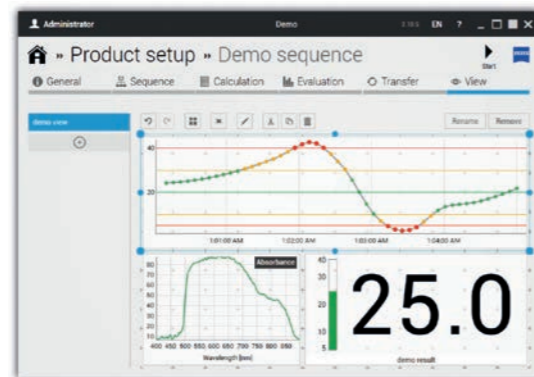 Administrator Demo EN ? 
» Product setup » Demo sequence Start
General Sequence Calculation Evaluation Transfer View
demo view Rename Remove
40
20
1:01:00 AM 1:02:00 AM 1:03:00 AM 1:04:00 AM
Absorbance
80
70
60
50
40
30
20
10
400 450 500 550 600 650 700 750 800 850
Wavelength [nm]
40
30
20
10
5
25.0
demo result